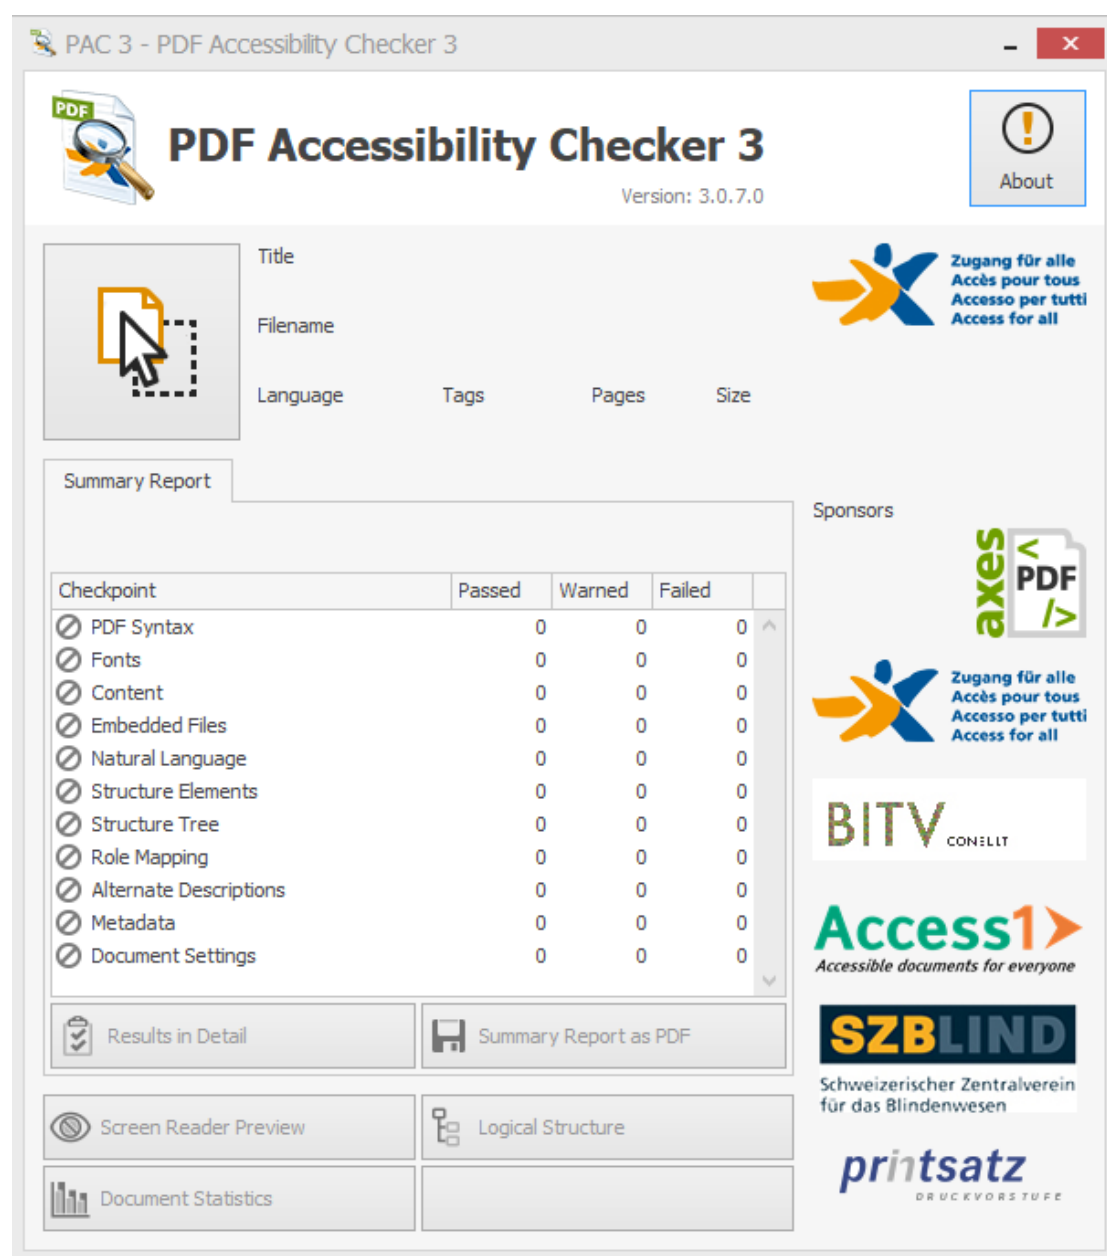 PAC 3 - PDF Accessibility Checker 3
PDF
PDF Accessibility Checker 3
Version: 3.0.7.0
About
Title
Filename
Language Tags Pages Size
Zugang für alle
Accès pour tous
Accesso per tutti
Access for all
Summary Report
Checkpoint Passed Warned Failed
PDF Syntax 0 0 0
Fonts 0 0 0
Content 0 0 0
Embedded Files 0 0 0
Natural Language 0 0 0
Structure Elements 0 0 0
Structure Tree 0 0 0
Role Mapping 0 0 0
Alternate Descriptions 0 0 0
Metadata 0 0 0
Document Settings 0 0 0
Results in Detail Summary Report as PDF
Screen Reader Preview Logical Structure
Document Statistics
Sponsors
axes
<
PDF
/>
Zugang für alle
Accès pour tous
Accesso per tutti
Access for all
BITV CONSULT
Access1
Accessible documents for everyone
SZBLIND
Schweizerischer Zentralverein
für das Blindenwesen
printsatz
DRUCKVORSTUFE